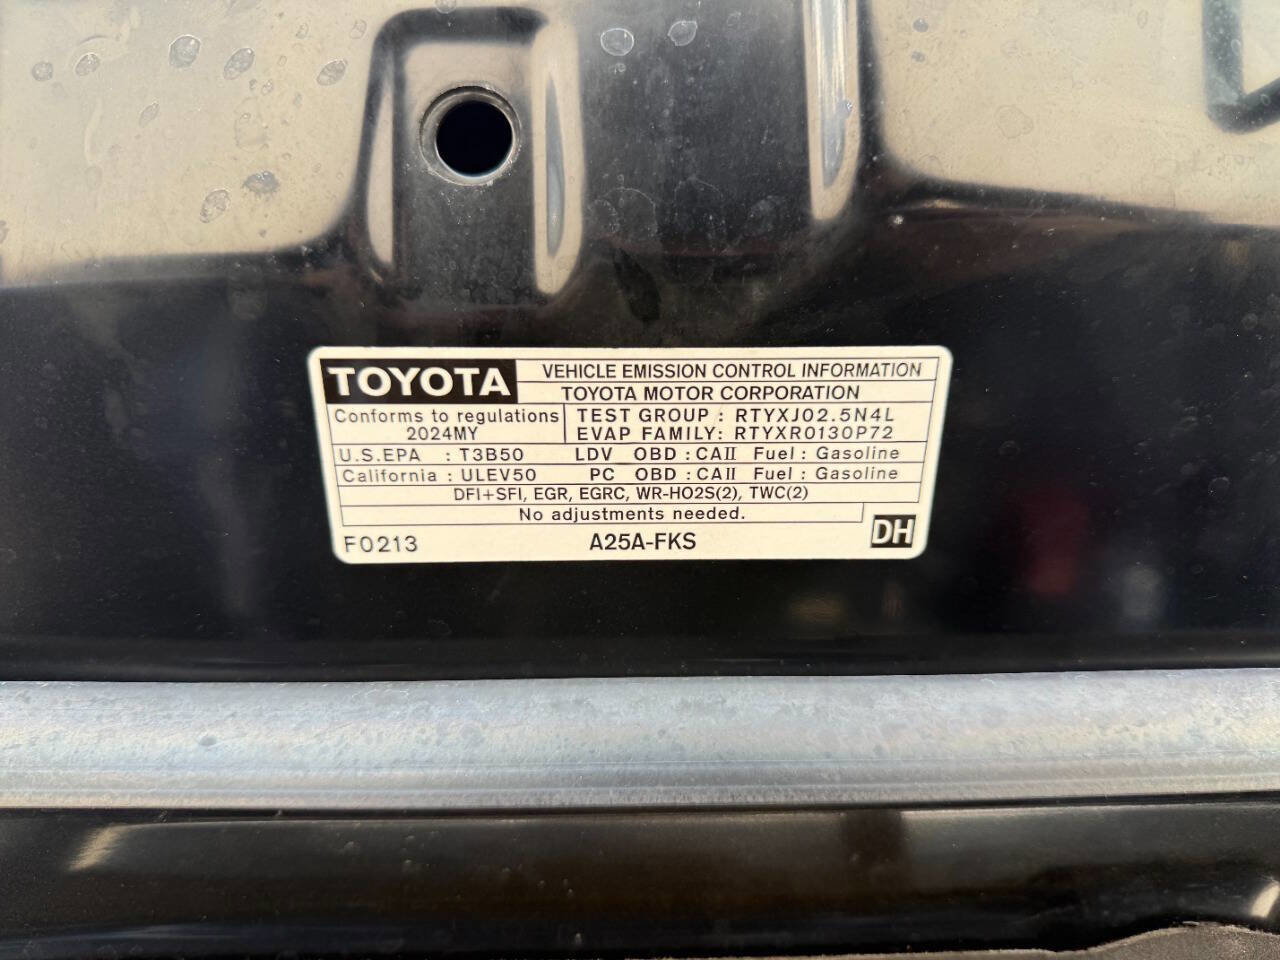 TOYOTA VEHICLE EMISSION CONTROL INFORMATION
TOYOTA MOTOR CORPORATION
Conforms to regulations TEST GROUP : RTYXJ02.5N4L
2024MY EVAP FAMILY: RTYXR0130P72
U.S.EPA : T3B50 LDV OBD : CAII Fuel : Gasoline
California : ULEV50 PC OBD : CAII Fuel : Gasoline
DFI+SFI, EGR, EGRC, WR-HO2S(2), TWC(2)
No adjustments needed.
F0213 A25A-FKS DH